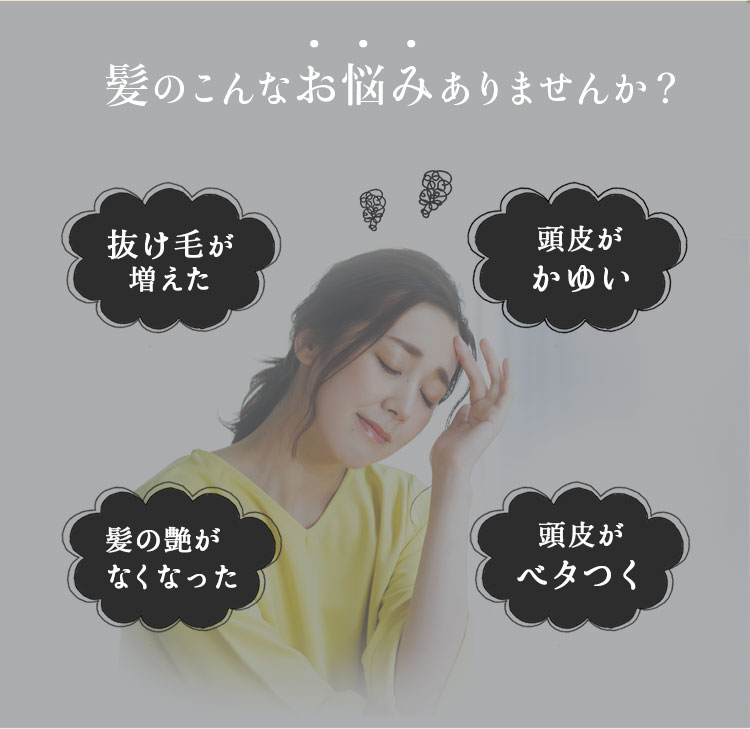 髪のこんなお悩みありませんか？
抜け毛が
増えた
頭皮が
かゆい
髪の艶が
なくなった
頭皮が
ベタつく